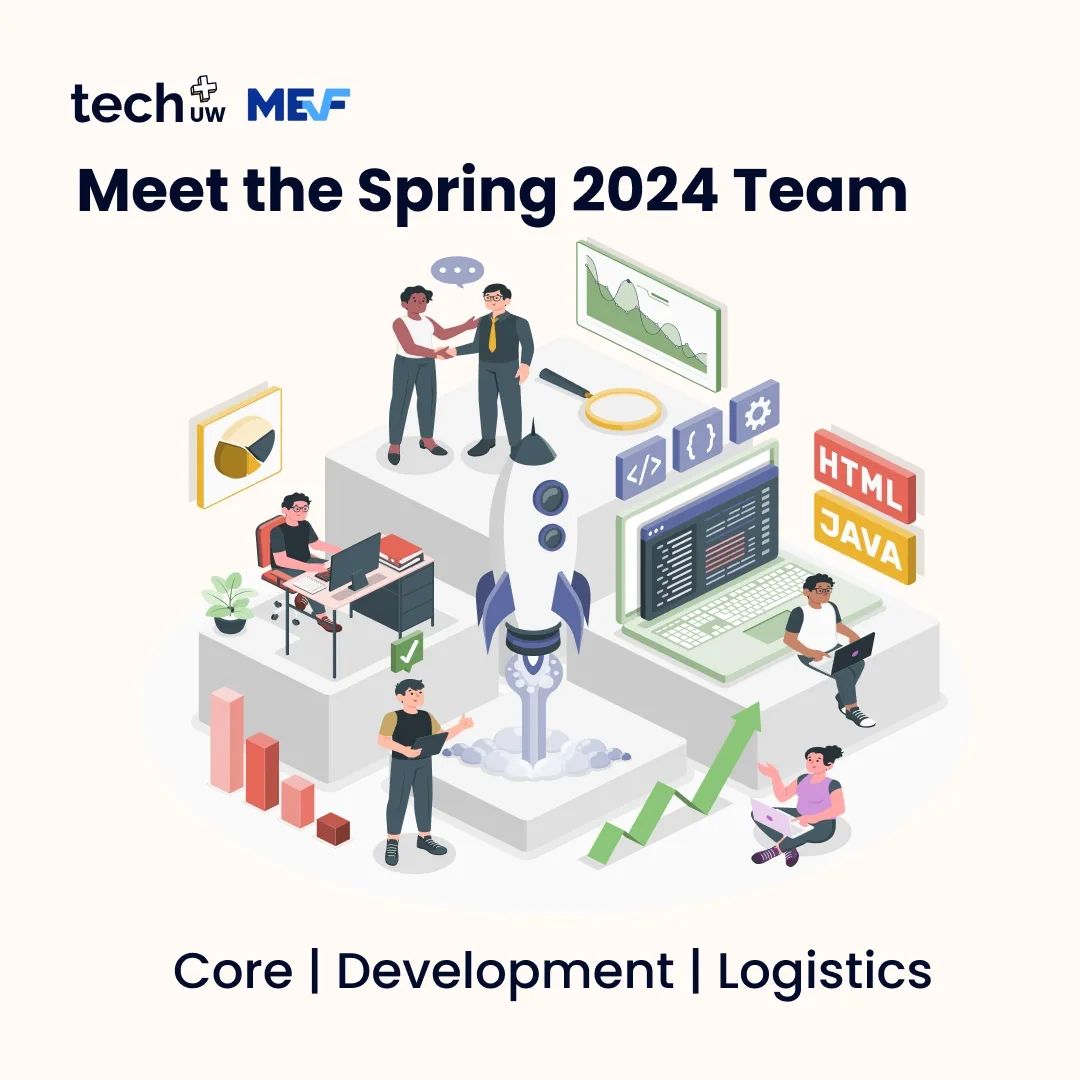 tech+ UW MEVF
Meet the Spring 2024 Team
</>
{ }
HTML
JAVA
Core | Development | Logistics